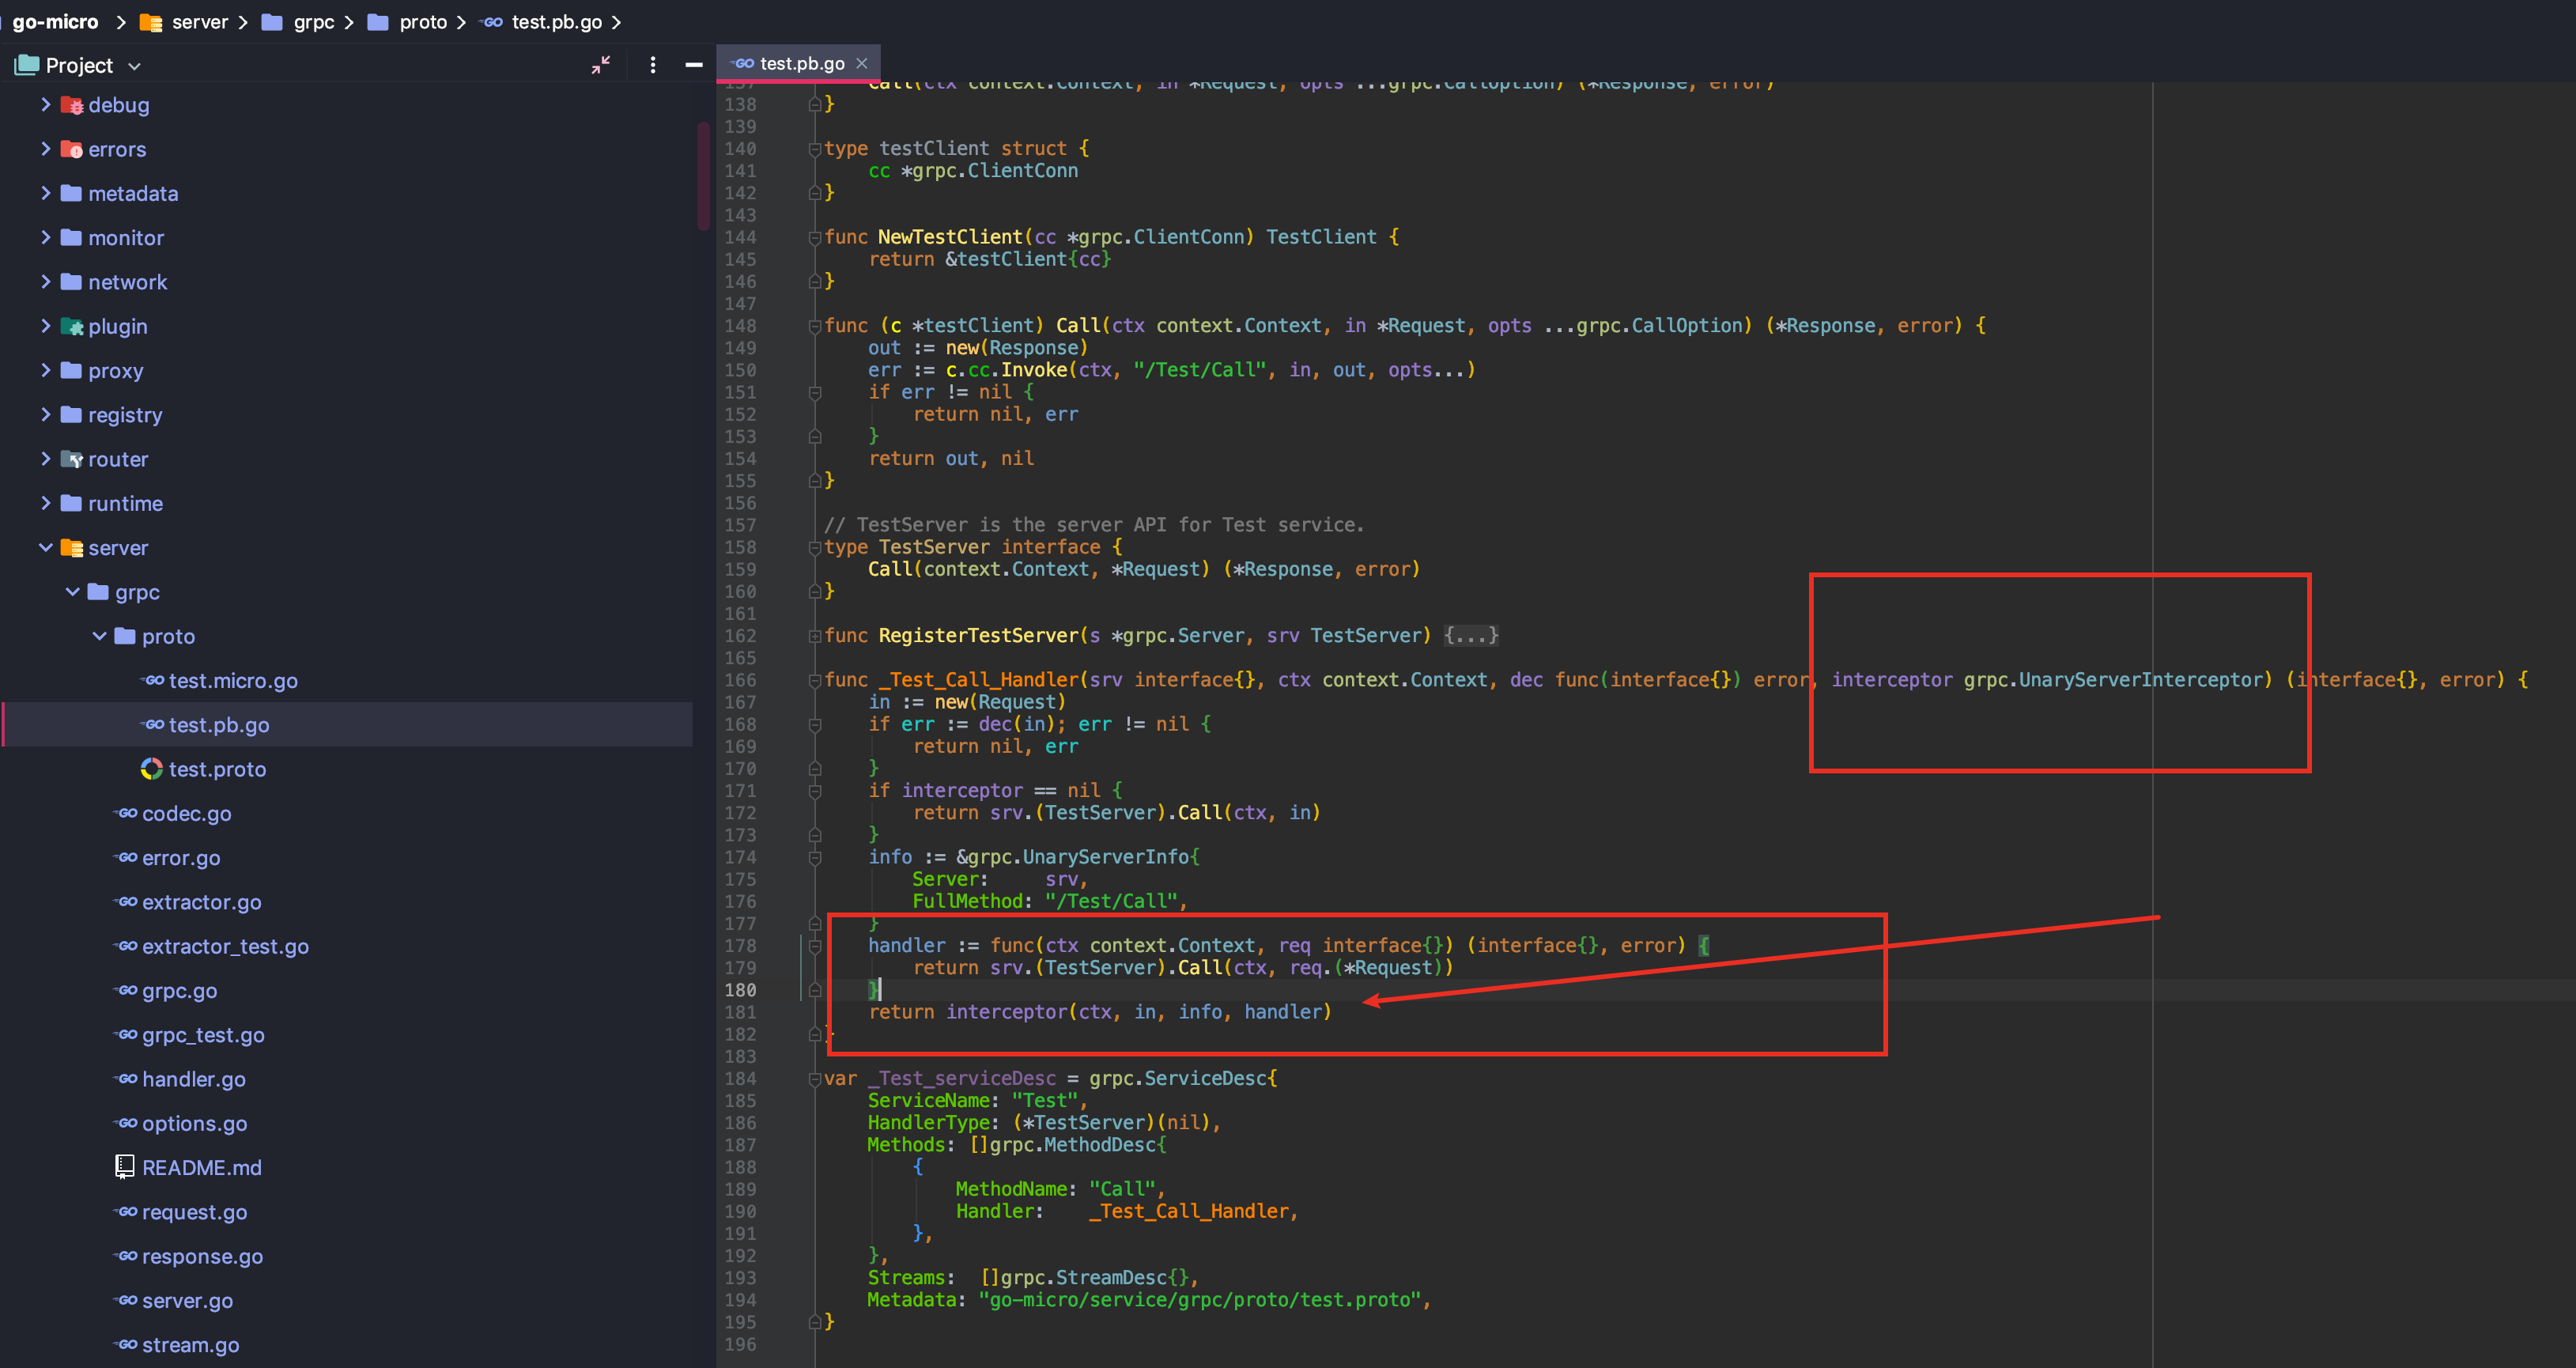 go-micro > server > grpc > proto > test.pb.go >
Project
test.pb.go
debug
errors
metadata
monitor
network
plugin
proxy
registry
router
runtime
server
grpc
proto
test.micro.go
test.pb.go
test.proto
codec.go
error.go
extractor.go
extractor_test.go
grpc.go
grpc_test.go
handler.go
options.go
README.md
request.go
response.go
server.go
stream.go
137 Call(ctx context.Context, in *Request, opts ...grpc.CallOption) (*Response, error)
138 }
139
140 type testClient struct {
141 cc *grpc.ClientConn
142 }
143
144 func NewTestClient(cc *grpc.ClientConn) TestClient {
145 return &testClient{cc}
146 }
147
148 func (c *testClient) Call(ctx context.Context, in *Request, opts ...grpc.CallOption) (*Response, error) {
149 out := new(Response)
150 err := c.cc.Invoke(ctx, "/Test/Call", in, out, opts...)
151 if err != nil {
152 return nil, err
153 }
154 return out, nil
155 }
156
157 // TestServer is the server API for Test service.
158 type TestServer interface {
159 Call(context.Context, *Request) (*Response, error)
160 }
161
162 func RegisterTestServer(s *grpc.Server, srv TestServer) {...}
165
166 func _Test_Call_Handler(srv interface{}, ctx context.Context, dec func(interface{}) error, interceptor grpc.UnaryServerInterceptor) (interface{}, error) {
167 in := new(Request)
168 if err := dec(in); err != nil {
169 return nil, err
170 }
171 if interceptor == nil {
172 return srv.(TestServer).Call(ctx, in)
173 }
174 info := &grpc.UnaryServerInfo{
175 Server: srv,
176 FullMethod: "/Test/Call",
177 }
178 handler := func(ctx context.Context, req interface{}) (interface{}, error) {
179 return srv.(TestServer).Call(ctx, req.(*Request))
180 }
181 return interceptor(ctx, in, info, handler)
182 }
183
184 var _Test_serviceDesc = grpc.ServiceDesc{
185 ServiceName: "Test",
186 HandlerType: (*TestServer)(nil),
187 Methods: []grpc.MethodDesc{
188 {
189 MethodName: "Call",
190 Handler: _Test_Call_Handler,
191 },
192 },
193 Streams: []grpc.StreamDesc{},
194 Metadata: "go-micro/service/grpc/proto/test.proto",
195 }
196